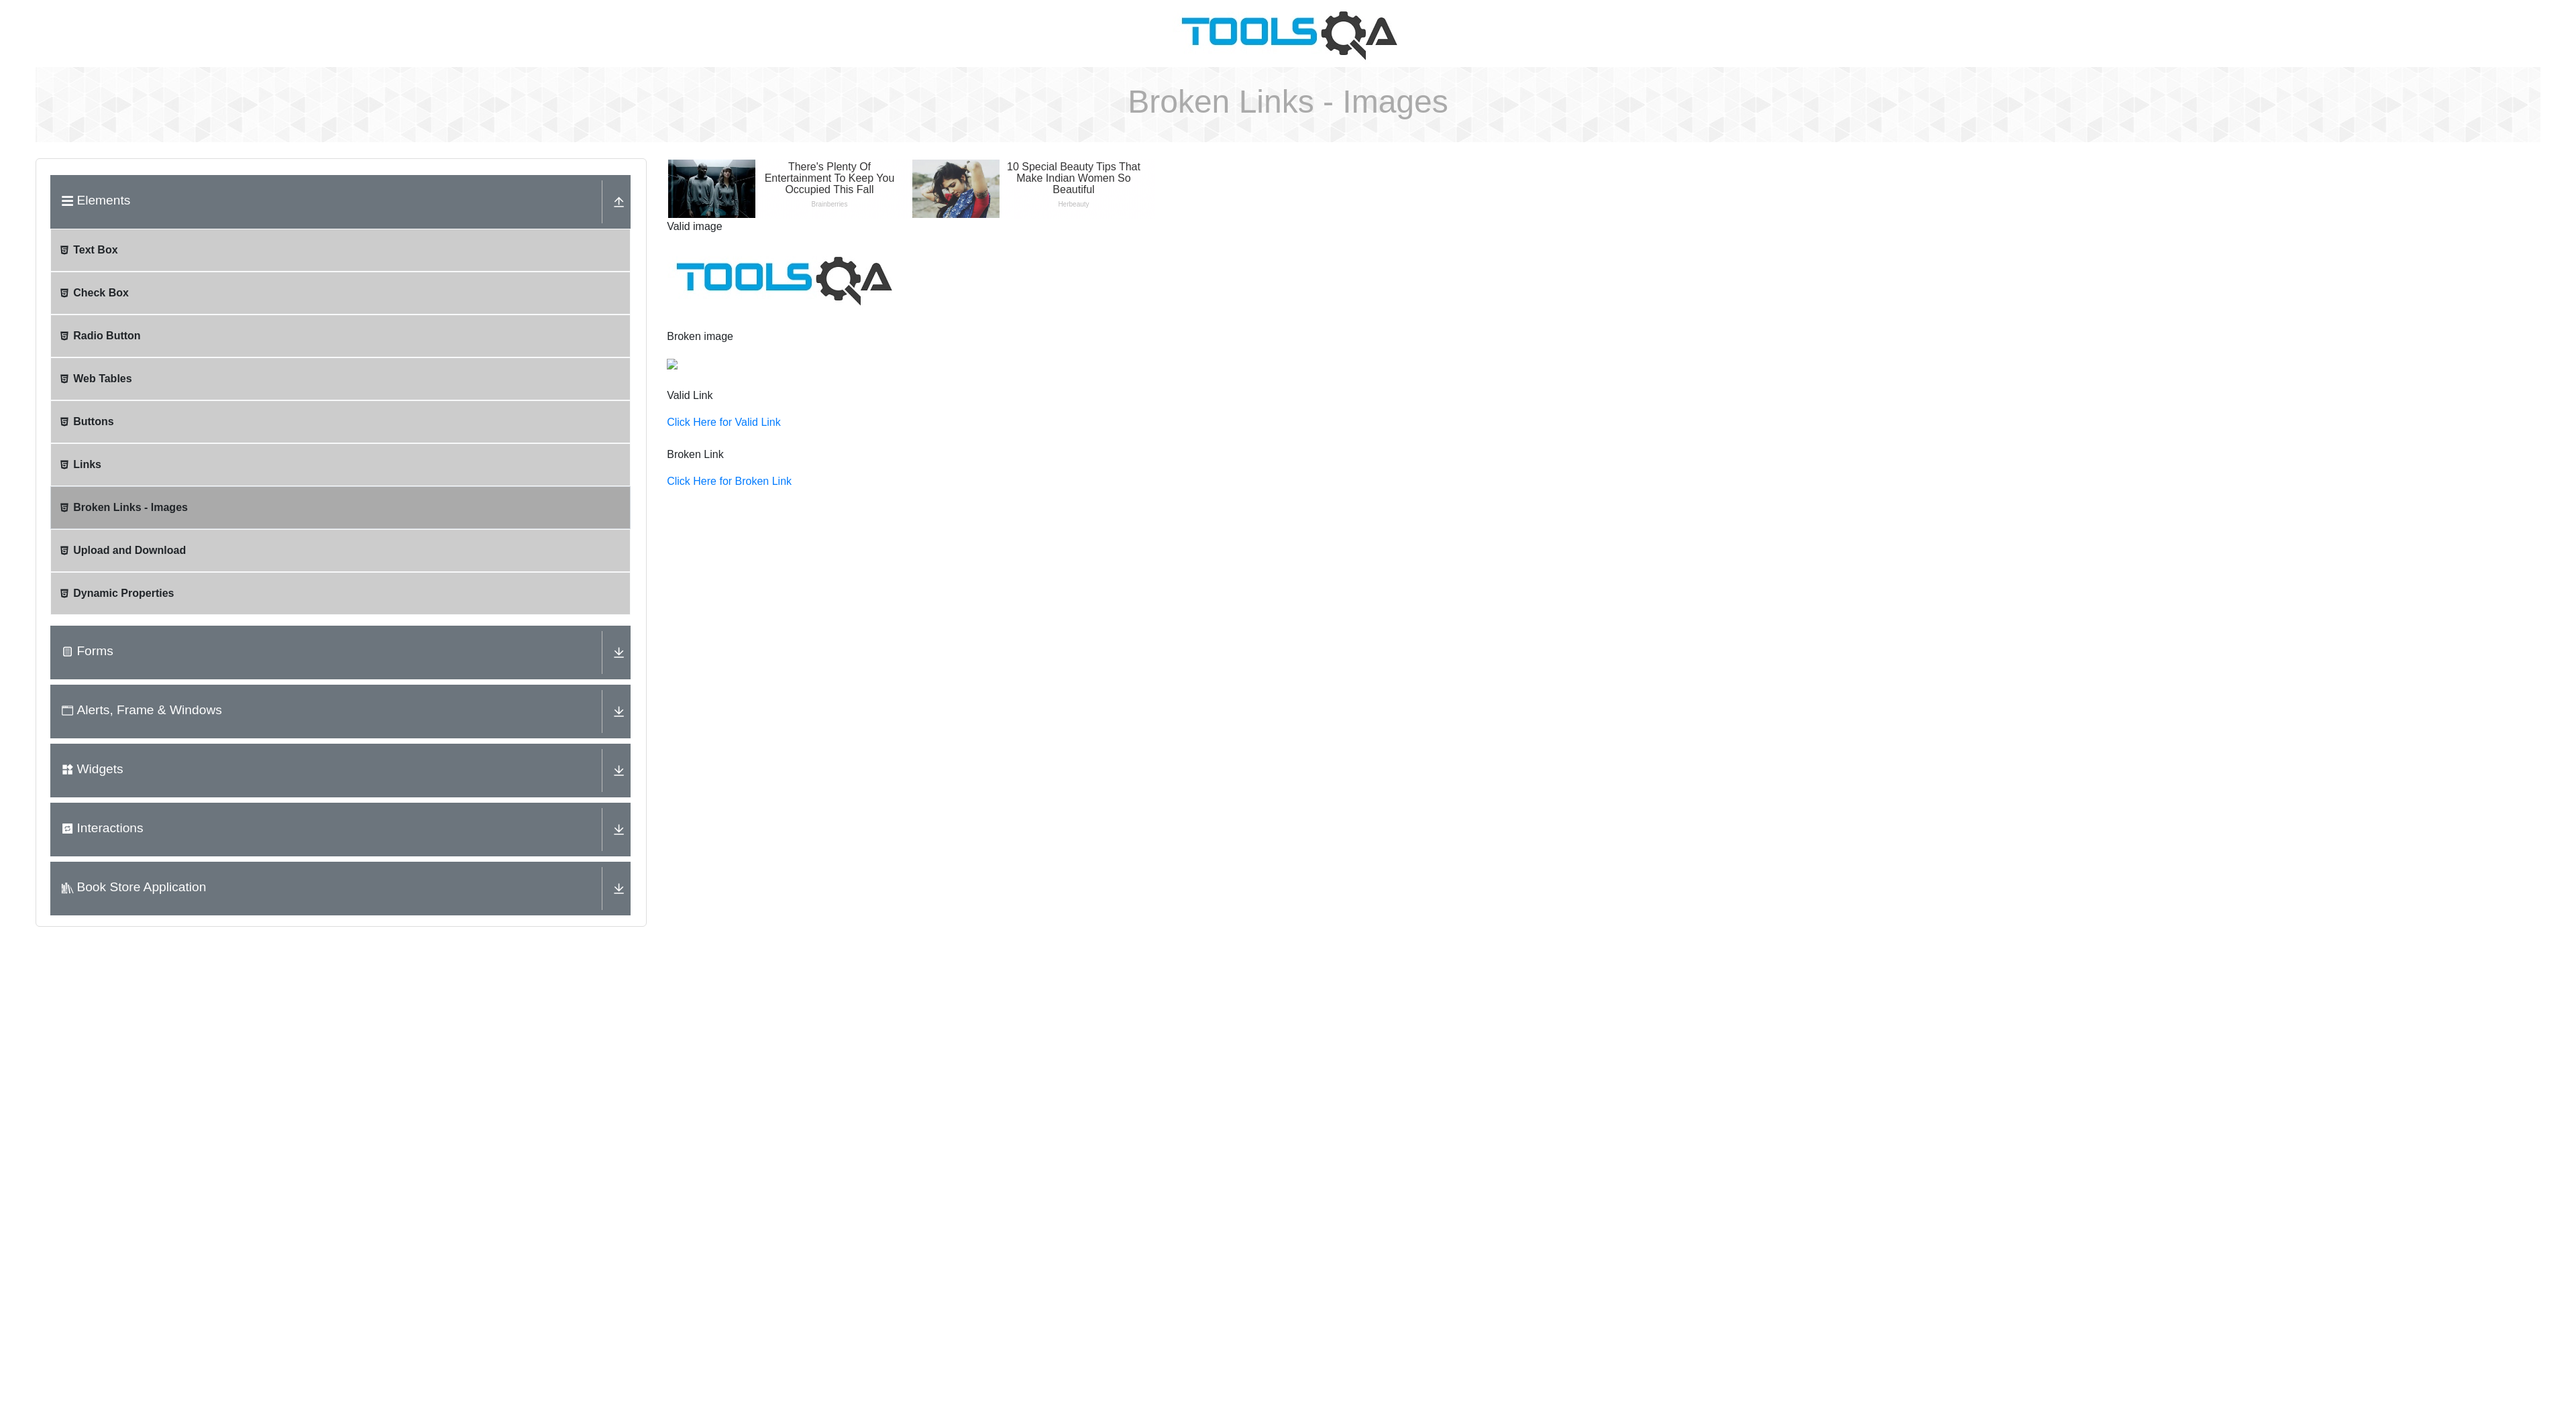 TOOLSQA
Broken Links - Images
Elements
Text Box
Check Box
Radio Button
Web Tables
Buttons
Links
Broken Links - Images
Upload and Download
Dynamic Properties
Forms
Alerts, Frame & Windows
Widgets
Interactions
Book Store Application
There's Plenty Of
Entertainment To Keep You
Occupied This Fall
Brainberries
10 Special Beauty Tips That
Make Indian Women So
Beautiful
Herbeauty
Valid image
TOOLSQA
Broken image
Valid Link
Click Here for Valid Link
Broken Link
Click Here for Broken Link